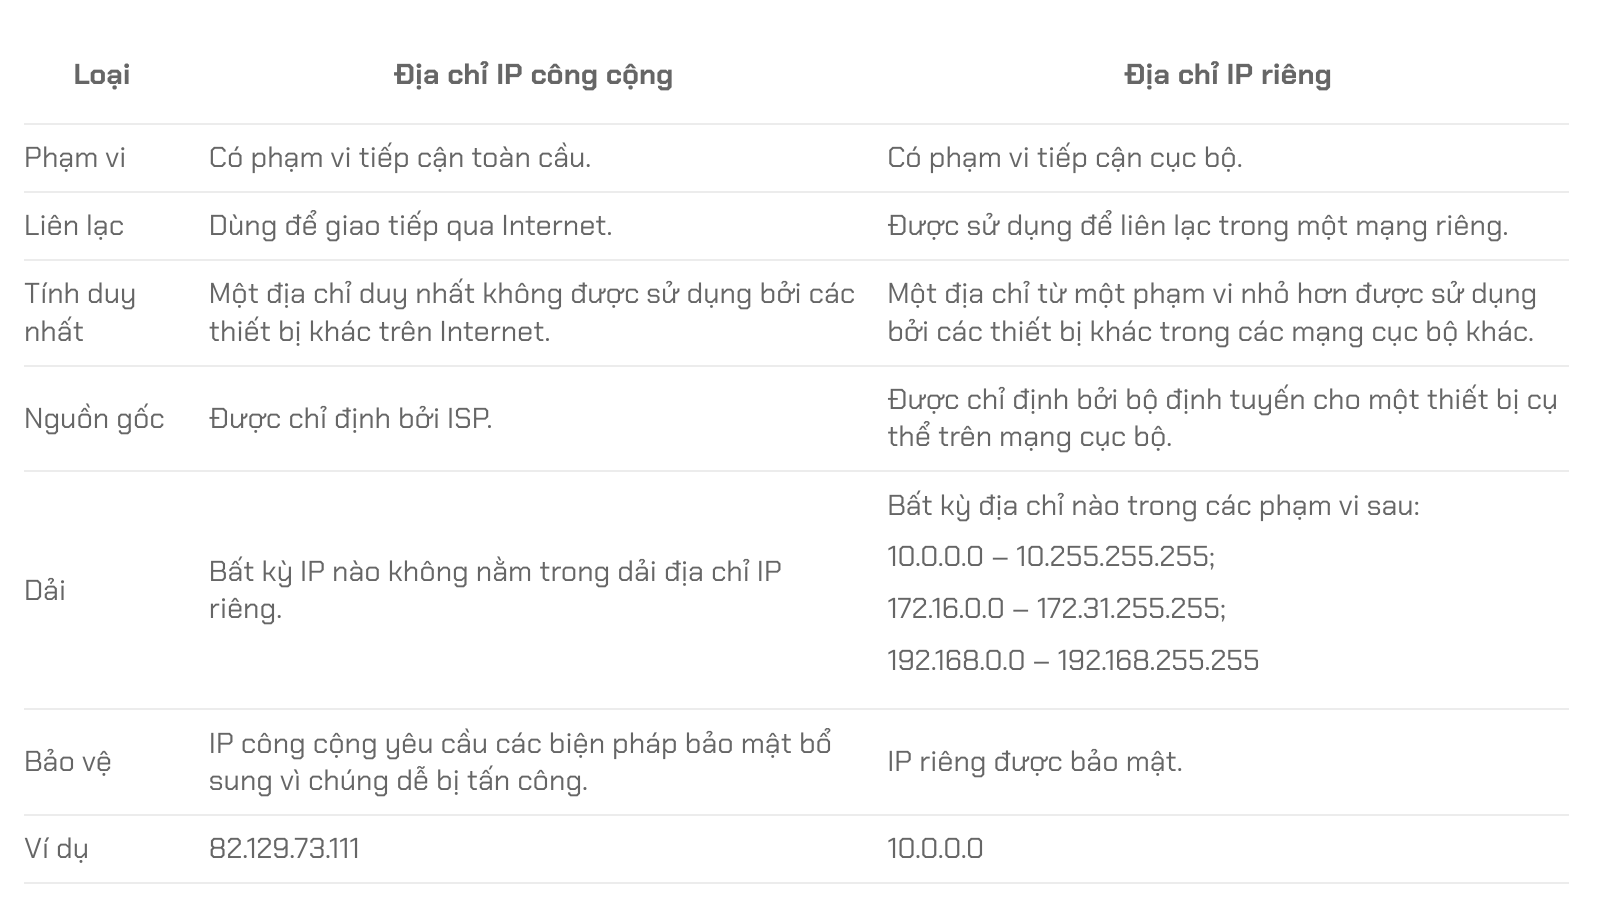 Loại Địa chỉ IP công cộng Địa chỉ IP riêng
Phạm vi Có phạm vi tiếp cận toàn cầu. Có phạm vi tiếp cận cục bộ.
Liên lạc Dùng để giao tiếp qua Internet. Được sử dụng để liên lạc trong một mạng riêng.
Tính duy
nhất
Một địa chỉ duy nhất không được sử dụng bởi các
thiết bị khác trên Internet.
Một địa chỉ từ một phạm vi nhỏ hơn được sử dụng
bởi các thiết bị khác trong các mạng cục bộ khác.
Nguồn gốc
Được chỉ định bởi ISP.
Được chỉ định bởi bộ định tuyến cho một thiết bị cụ
thể trên mạng cục bộ.
Dải
Bất kỳ IP nào không nằm trong dải địa chỉ IP
riêng.
Bất kỳ địa chỉ nào trong các phạm vi sau:
10.0.0.0 – 10.255.255.255;
172.16.0.0 – 172.31.255.255;
192.168.0.0 – 192.168.255.255
Bảo vệ
IP công cộng yêu cầu các biện pháp bảo mật bổ
sung vì chúng dễ bị tấn công.
IP riêng được bảo mật.
Ví dụ 82.129.73.111 10.0.0.0